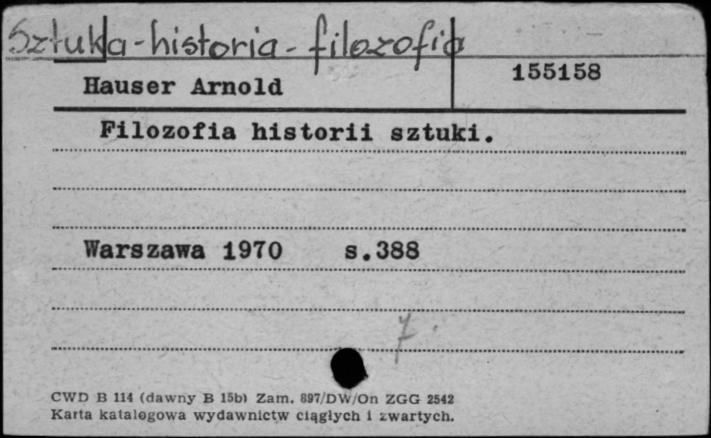 Sztuka - historia - filozofia
Hauser Arnold
155158
Filozofia historii sztuki.
Warszawa 1970 s.388
7.
CWD B 114 (dawny B 15b) Zam. 897/DW/On ZGG 2542
Karta katalogowa wydawnictw ciągłych i zwartych.